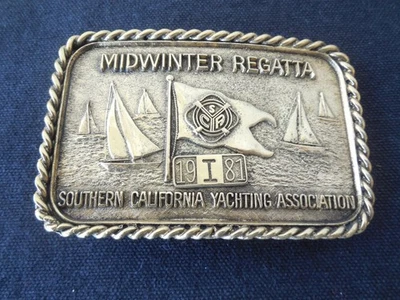 MIDWINTER REGATTA
S
C
Y
A
19 I 81
SOUTHERN CALIFORNIA YACHTING ASSOCIATION